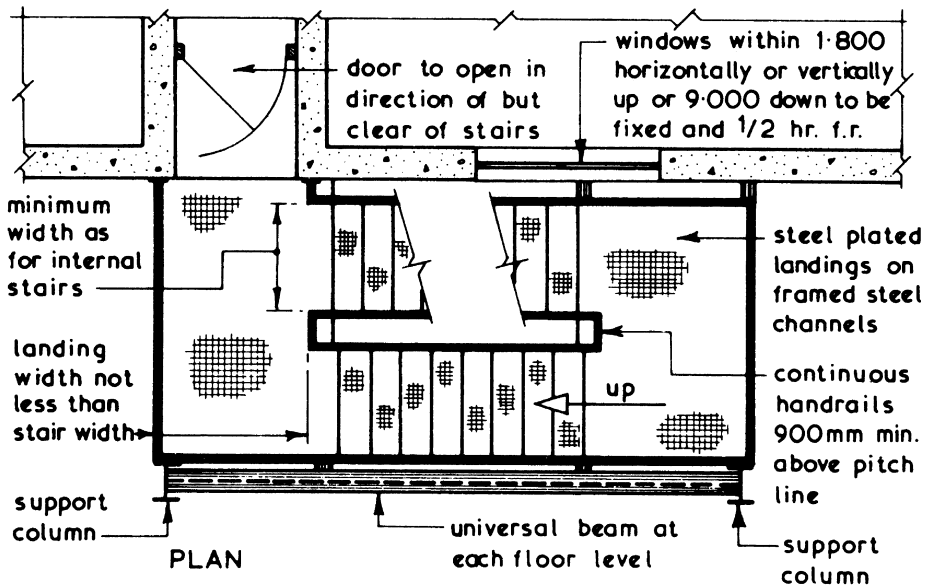 door to open in
direction of but
clear of stairs
windows within 1·800
horizontally or vertically
up or 9·000 down to be
fixed and 1/2 hr. f.r.
minimum
width as
for internal
stairs
steel plated
landings on
framed steel
channels
landing
width not
less than
stair width
up
continuous
handrails
900mm min.
above pitch
line
support
column
PLAN
universal beam at
each floor level
support
column